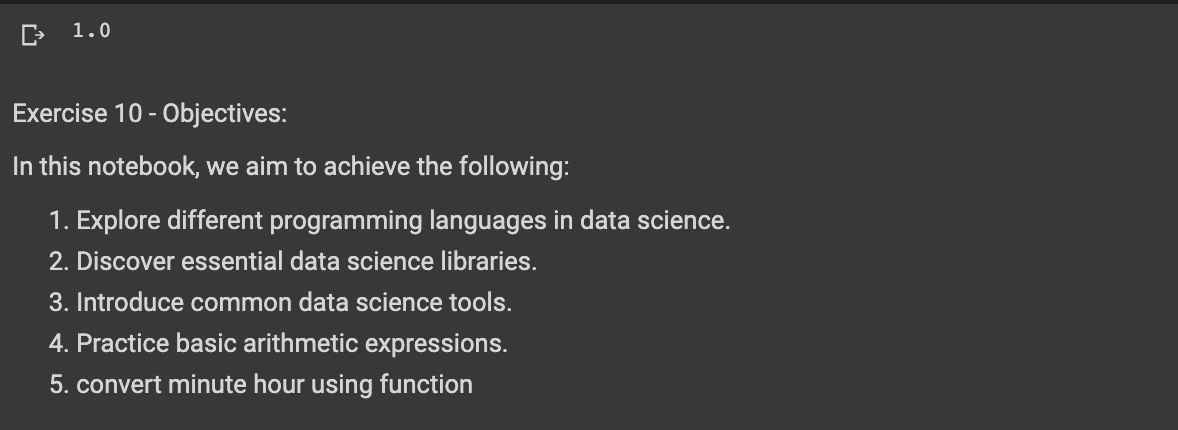 1.0
Exercise 10 - Objectives:
In this notebook, we aim to achieve the following:
1. Explore different programming languages in data science.
2. Discover essential data science libraries.
3. Introduce common data science tools.
4. Practice basic arithmetic expressions.
5. convert minute hour using function